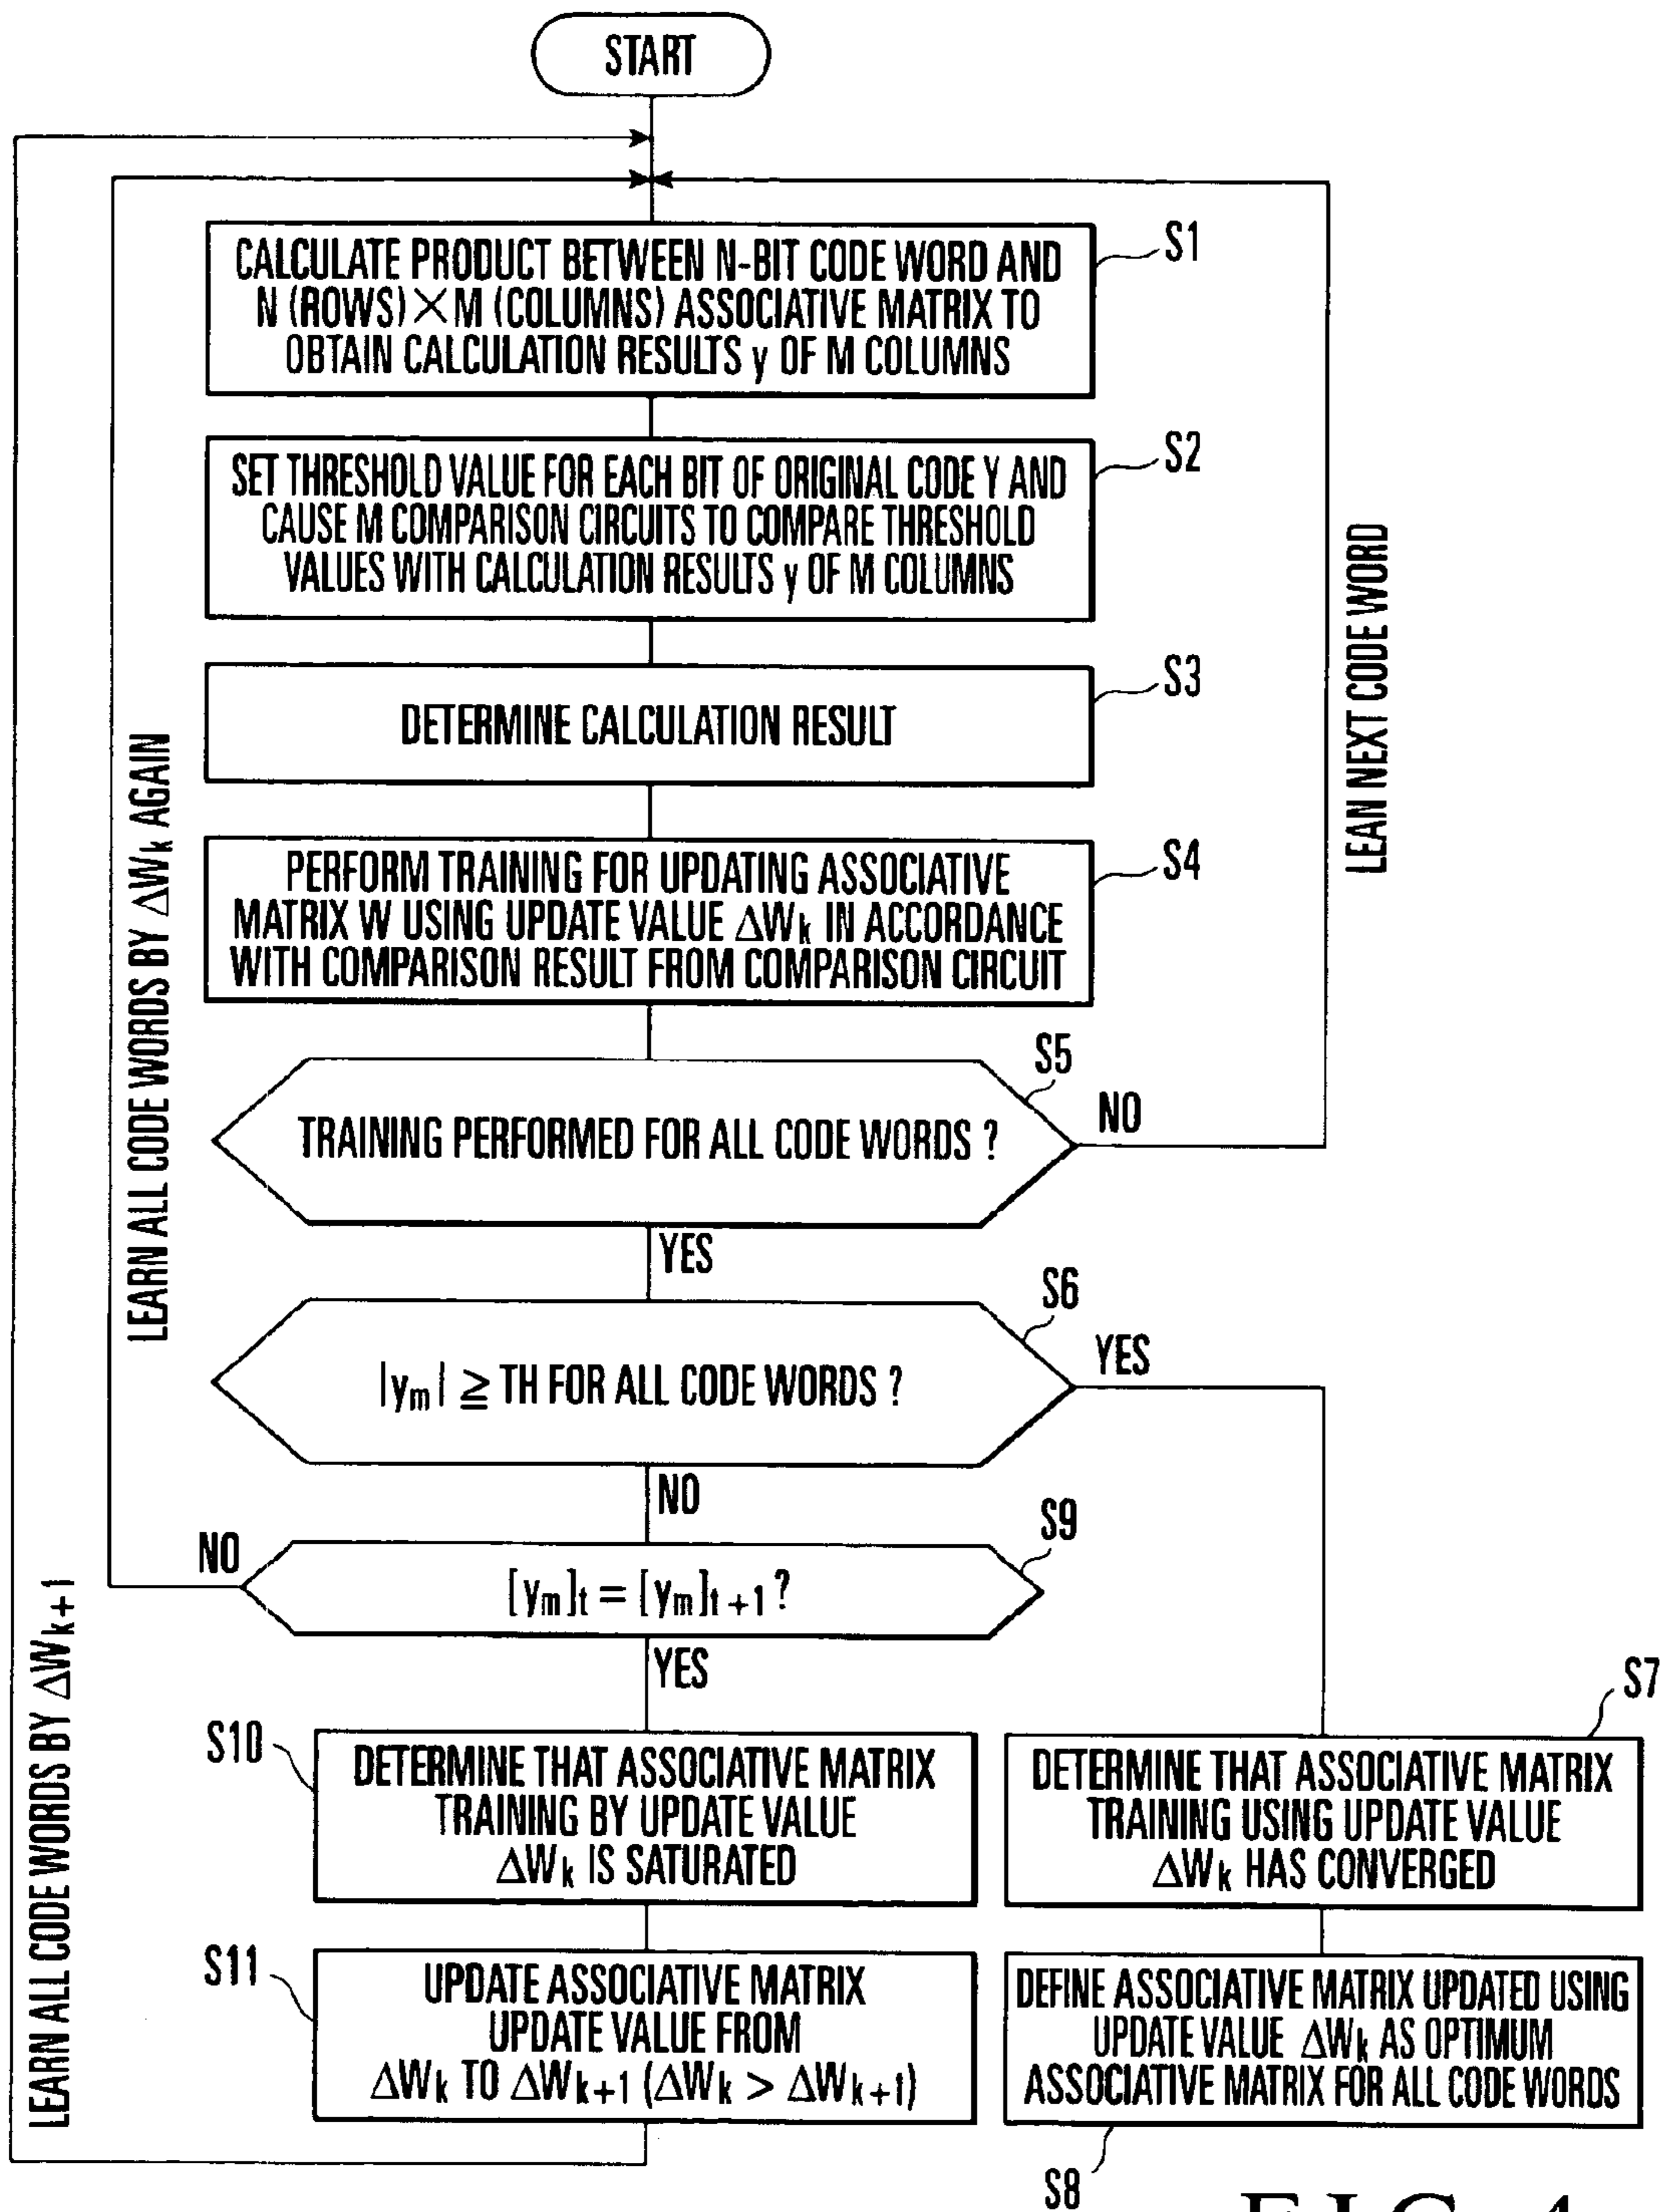 START
CALCULATE PRODUCT BETWEEN N-BIT CODE WORD AND
N (ROWS) × M (COLUMNS) ASSOCIATIVE MATRIX TO
OBTAIN CALCULATION RESULTS y OF M COLUMNS
S1
SET THRESHOLD VALUE FOR EACH BIT OF ORIGINAL CODE Y AND
CAUSE M COMPARISON CIRCUITS TO COMPARE THRESHOLD
VALUES WITH CALCULATION RESULTS y OF M COLUMNS
S2
DETERMINE CALCULATION RESULT
S3
PERFORM TRAINING FOR UPDATING ASSOCIATIVE
MATRIX W USING UPDATE VALUE ΔWk IN ACCORDANCE
WITH COMPARISON RESULT FROM COMPARISON CIRCUIT
S4
TRAINING PERFORMED FOR ALL CODE WORDS ?
S5
NO
LEAN NEXT CODE WORD
YES
|ym| ≧ TH FOR ALL CODE WORDS ?
S6
YES
NO
[ym]t = [ym]t+1 ?
S9
NO
LEARN ALL CODE WORDS BY ΔWk AGAIN
YES
S10
DETERMINE THAT ASSOCIATIVE MATRIX
TRAINING BY UPDATE VALUE
ΔWk IS SATURATED
S7
DETERMINE THAT ASSOCIATIVE MATRIX
TRAINING USING UPDATE VALUE
ΔWk HAS CONVERGED
S11
UPDATE ASSOCIATIVE MATRIX
UPDATE VALUE FROM
ΔWk TO ΔWk+1 (ΔWk > ΔWk+1)
LEARN ALL CODE WORDS BY ΔWk+1
DEFINE ASSOCIATIVE MATRIX UPDATED USING
UPDATE VALUE ΔWk AS OPTIMUM
ASSOCIATIVE MATRIX FOR ALL CODE WORDS
S8